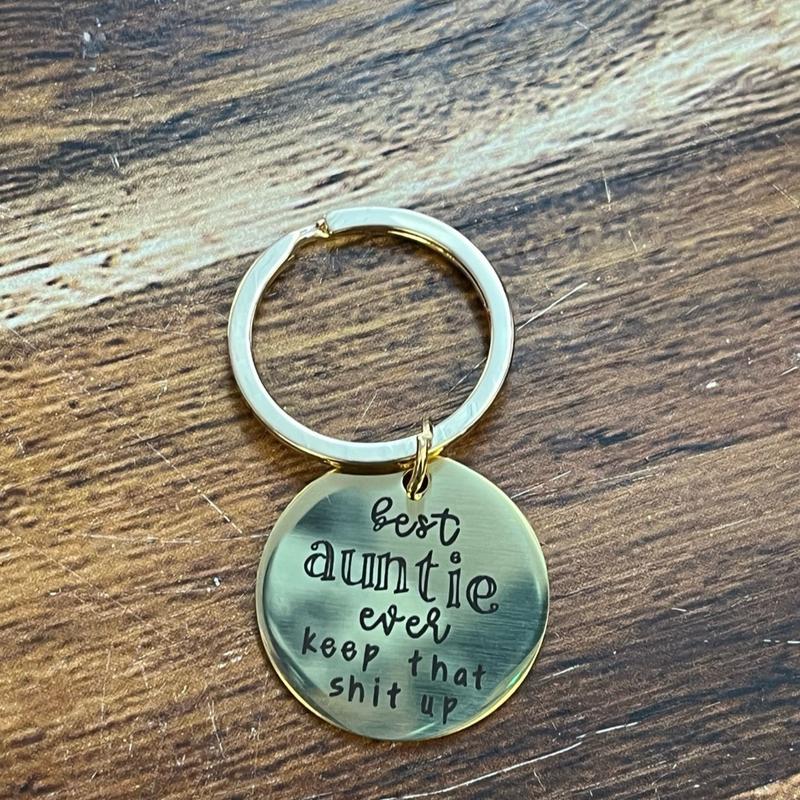 best
auntie
ever
keep that
shit up